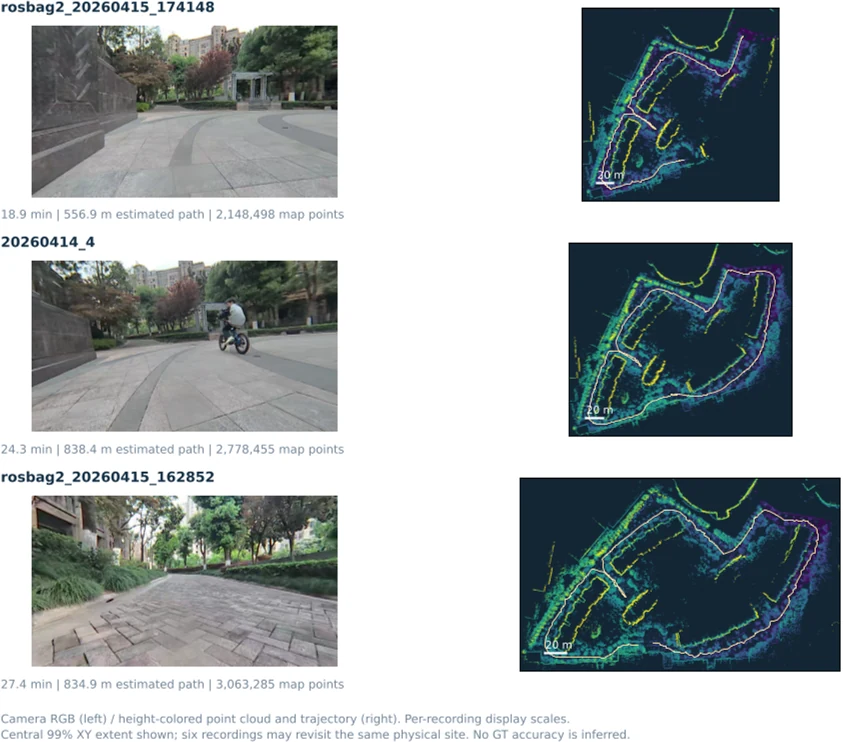 rosbag2_20260415_174148
20 m
18.9 min | 556.9 m estimated path | 2,148,498 map points
20260414_4
20 m
24.3 min | 838.4 m estimated path | 2,778,455 map points
rosbag2_20260415_162852
20 m
27.4 min | 834.9 m estimated path | 3,063,285 map points
Camera RGB (left) / height-colored point cloud and trajectory (right). Per-recording display scales.
Central 99% XY extent shown; six recordings may revisit the same physical site. No GT accuracy is inferred.